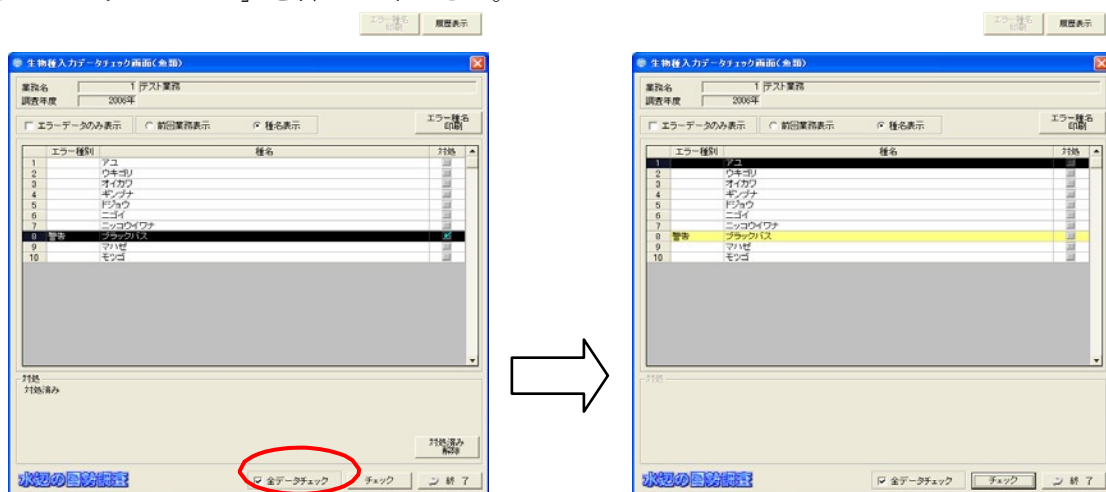 エラー種名
印刷
履歴表示
エラー種名
印刷
履歴表示
生物種入力データチェック画面(魚類)
業務名 1 テスト業務
調査年度 2006年
エラーデータのみ表示 前回業務表示 種名表示
エラー種名
印刷
エラー種別 種名 対処
1 アユ
2 ウキゴリ
3 オイカワ
4 ギンブナ
5 ドジョウ
6 ニゴイ
7 ニッコウイワナ
8 警告 ブラックバス
9 マハゼ
10 モツゴ
対処
対処済み
対処済み
解除
水辺の国勢調査
全データチェック チェック 終 了
生物種入力データチェック画面(魚類)
業務名 1 テスト業務
調査年度 2006年
エラーデータのみ表示 前回業務表示 種名表示
エラー種名
印刷
エラー種別 種名 対処
1 アユ
2 ウキゴリ
3 オイカワ
4 ギンブナ
5 ドジョウ
6 ニゴイ
7 ニッコウイワナ
8 警告 ブラックバス
9 マハゼ
10 モツゴ
対処
水辺の国勢調査
全データチェック チェック 終 了